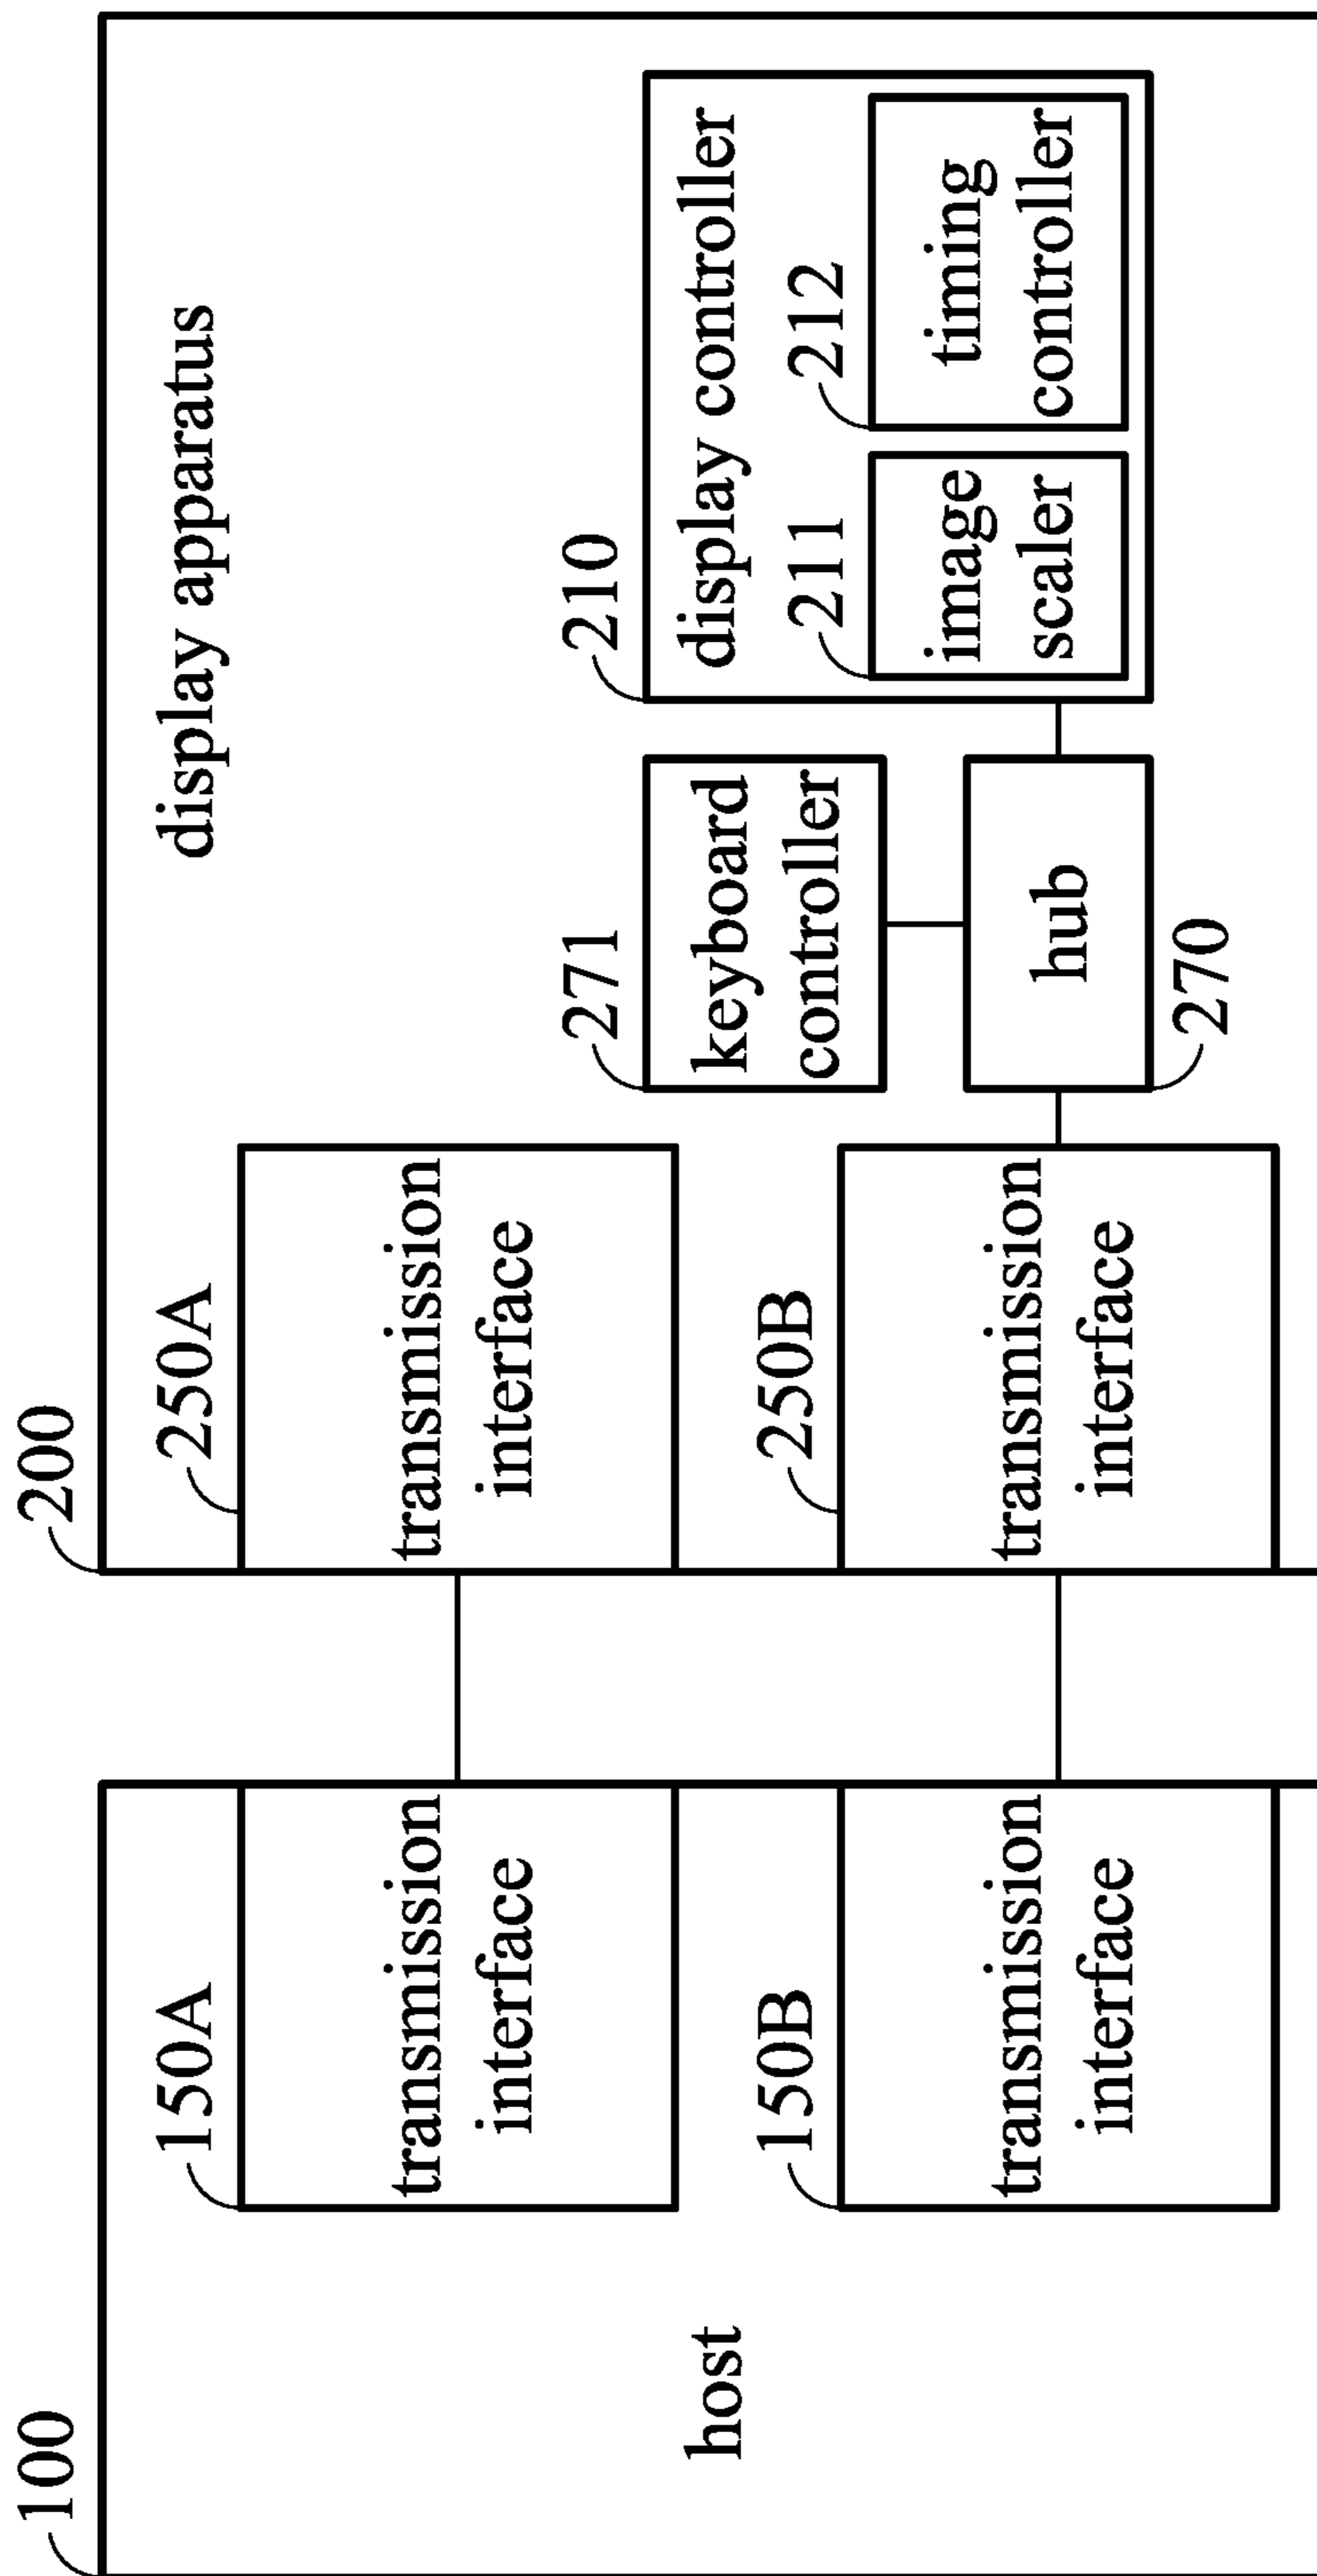 100
host
150A
transmission
interface
150B
transmission
interface
200
display apparatus
250A
transmission
interface
250B
transmission
interface
271
keyboard
controller
hub
270
210
display controller
211
image
scaler
212
timing
controller